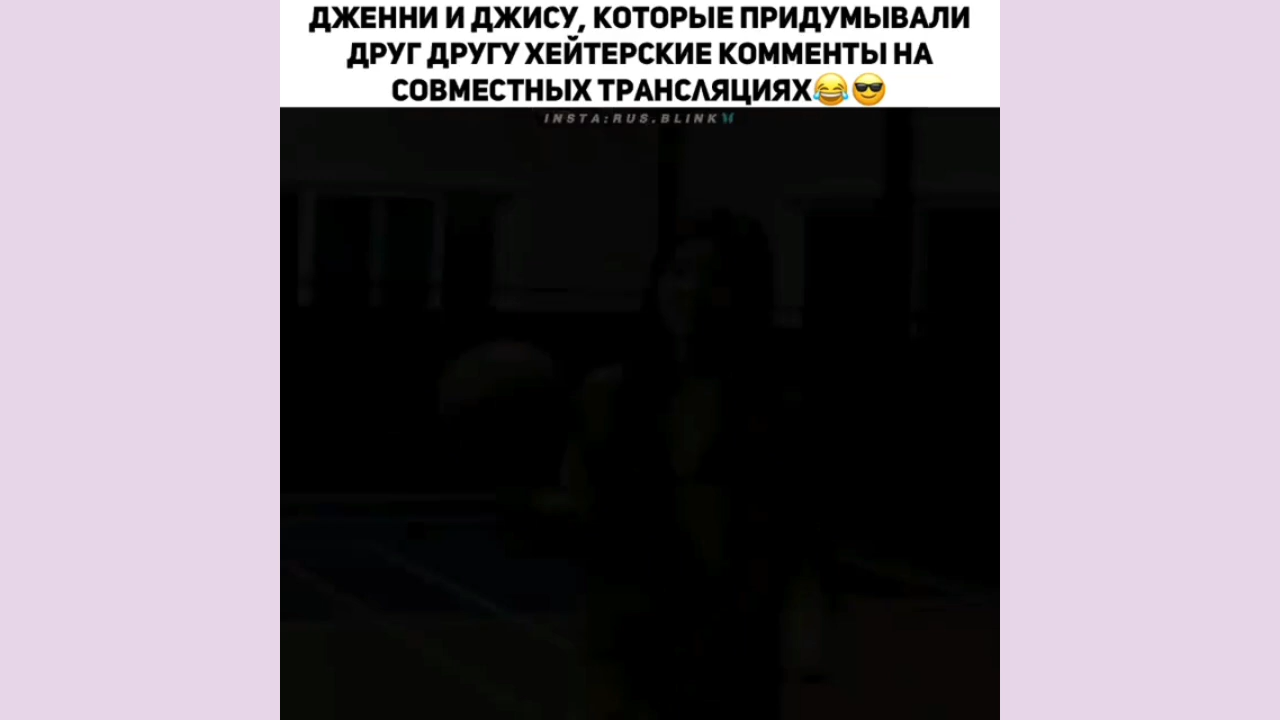 ДЖЕННИ И ДЖИСУ, КОТОРЫЕ ПРИДУМЫВАЛИ
ДРУГ ДРУГУ ХЕЙТЕРСКИЕ КОММЕНТЫ НА
СОВМЕСТНЫХ ТРАНСЛЯЦИЯХ😂😎
INSTA:RUS.BLINK